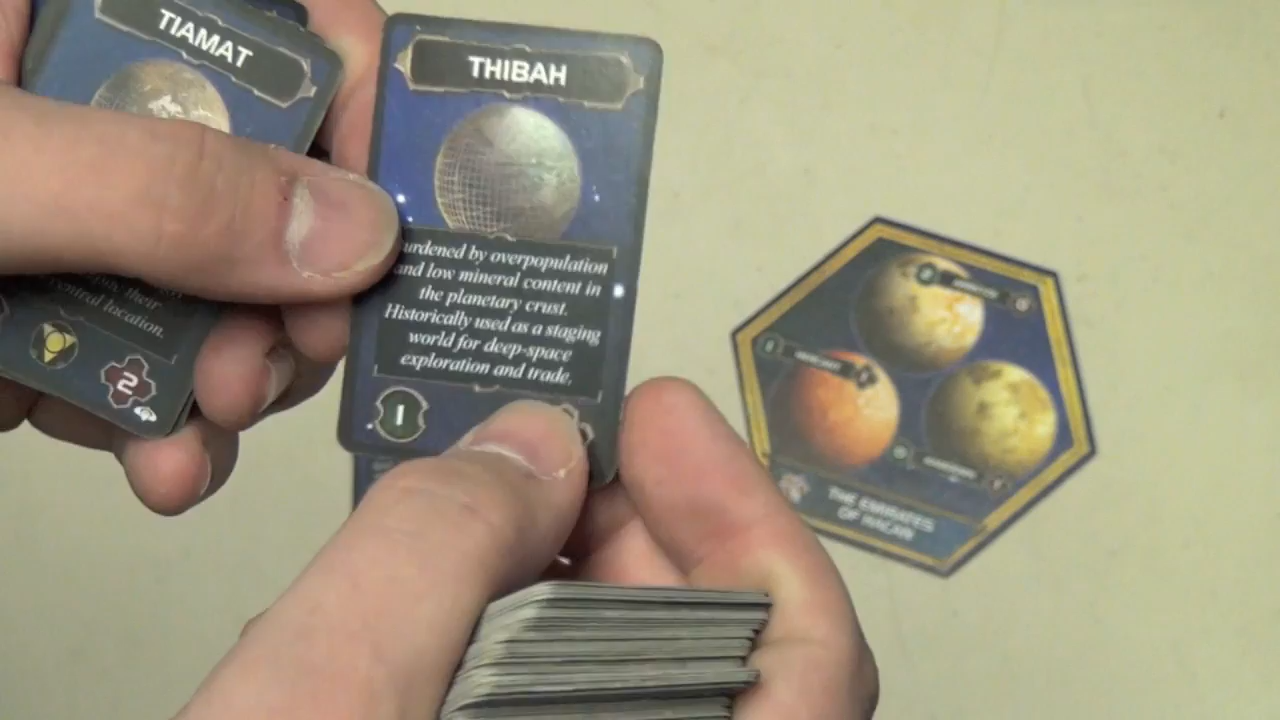 TIAMAT
their
central location.
2
THIBAH
urdened by overpopulation
and low mineral content in
the planetary crust.
Historically used as a staging
world for deep-space
exploration and trade.
1
THE EMIRATES
OF HACAN